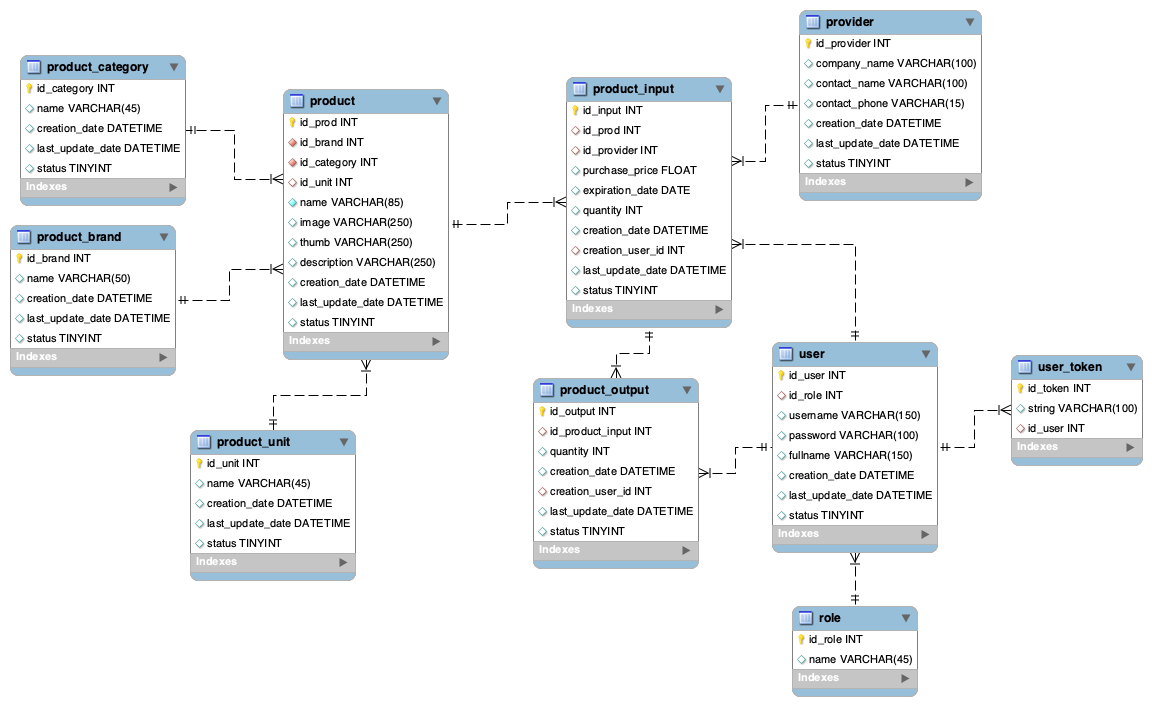 product_category
id_category INT
name VARCHAR(45)
creation_date DATETIME
last_update_date DATETIME
status TINYINT
Indexes
product_brand
id_brand INT
name VARCHAR(50)
creation_date DATETIME
last_update_date DATETIME
status TINYINT
Indexes
product
id_prod INT
id_brand INT
id_category INT
id_unit INT
name VARCHAR(85)
image VARCHAR(250)
thumb VARCHAR(250)
description VARCHAR(250)
creation_date DATETIME
last_update_date DATETIME
status TINYINT
Indexes
product_unit
id_unit INT
name VARCHAR(45)
creation_date DATETIME
last_update_date DATETIME
status TINYINT
Indexes
product_input
id_input INT
id_prod INT
id_provider INT
purchase_price FLOAT
expiration_date DATE
quantity INT
creation_date DATETIME
creation_user_id INT
last_update_date DATETIME
status TINYINT
Indexes
provider
id_provider INT
company_name VARCHAR(100)
contact_name VARCHAR(100)
contact_phone VARCHAR(15)
creation_date DATETIME
last_update_date DATETIME
status TINYINT
Indexes
product_output
id_output INT
id_product_input INT
quantity INT
creation_date DATETIME
creation_user_id INT
last_update_date DATETIME
status TINYINT
Indexes
user
id_user INT
id_role INT
username VARCHAR(150)
password VARCHAR(100)
fullname VARCHAR(150)
creation_date DATETIME
last_update_date DATETIME
status TINYINT
Indexes
user_token
id_token INT
string VARCHAR(100)
id_user INT
Indexes
role
id_role INT
name VARCHAR(45)
Indexes